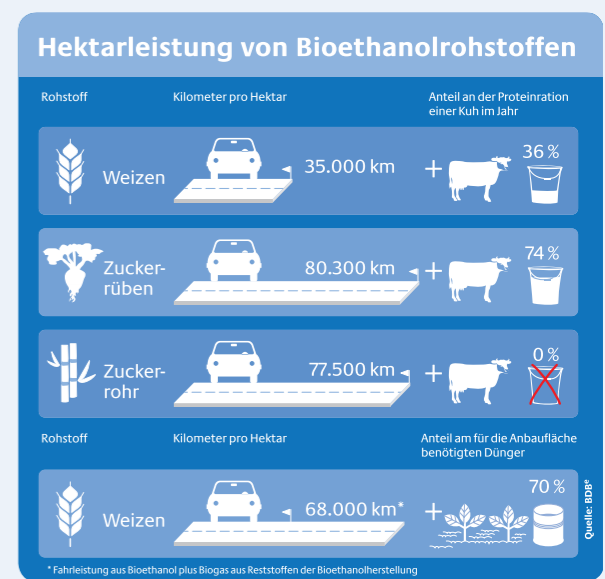 Hektarleistung von Bioethanolrohstoffen
Rohstoff Kilometer pro Hektar Anteil an der Proteinration
einer Kuh im Jahr
Weizen 35.000 km + 36 %
Zucker-
rüben 80.300 km + 74 %
Zucker-
rohr 77.500 km + 0 %
Rohstoff Kilometer pro Hektar Anteil am für die Anbaufläche
benötigten Dünger
Weizen 68.000 km* + 70 %
Quelle: BDBe
* Fahrleistung aus Bioethanol plus Biogas aus Reststoffen der Bioethanolherstellung